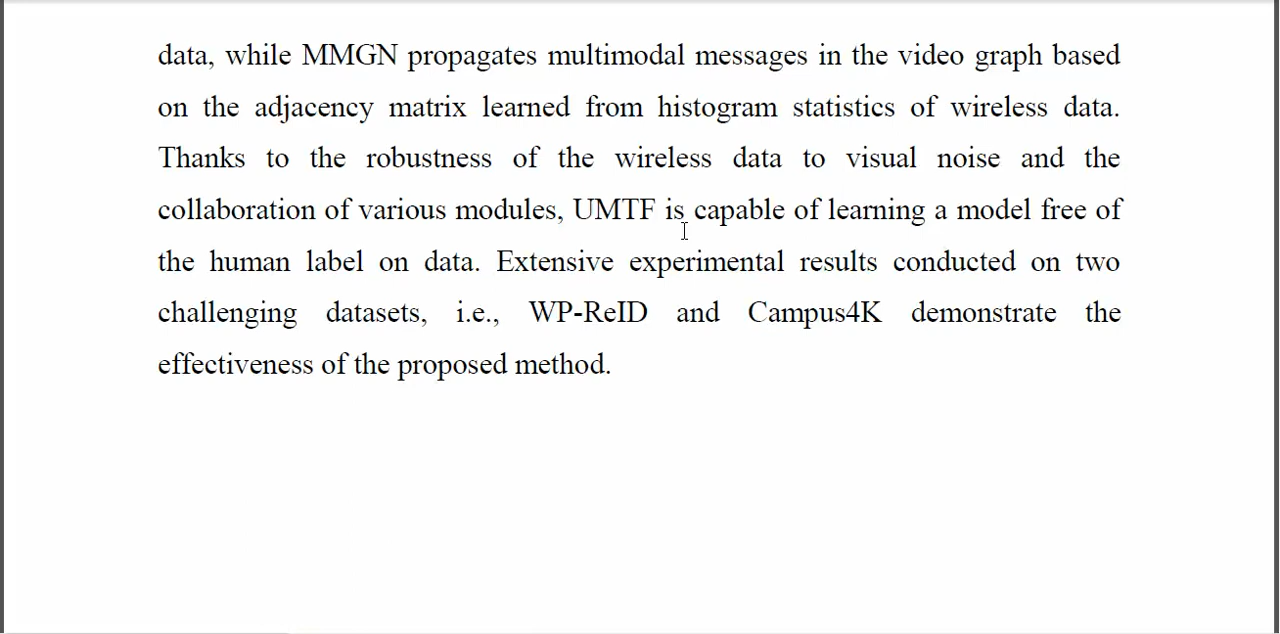 data, while MMGN propagates multimodal messages in the video graph based
on the adjacency matrix learned from histogram statistics of wireless data.
Thanks to the robustness of the wireless data to visual noise and the
collaboration of various modules, UMTF is capable of learning a model free of
the human label on data. Extensive experimental results conducted on two
challenging datasets, i.e., WP-ReID and Campus4K demonstrate the
effectiveness of the proposed method.